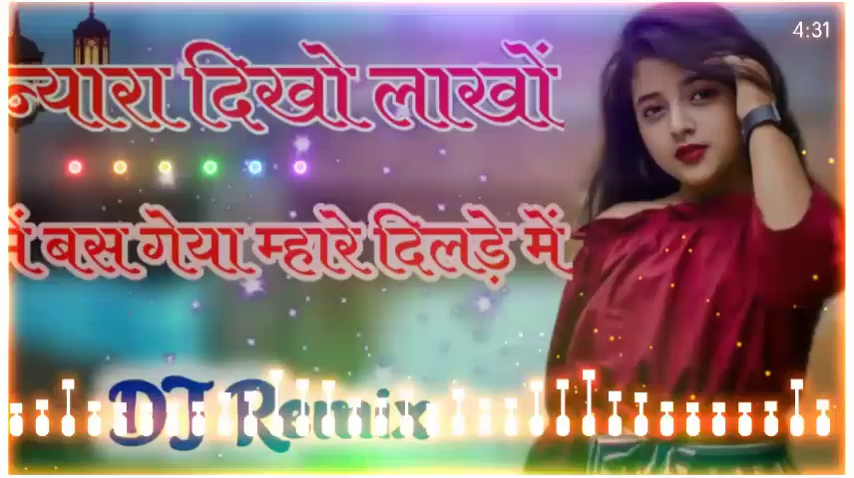 4:31
न्यारा दिखो लाखों
में बस गेया म्हारे दिलड़े में
DJ Remix